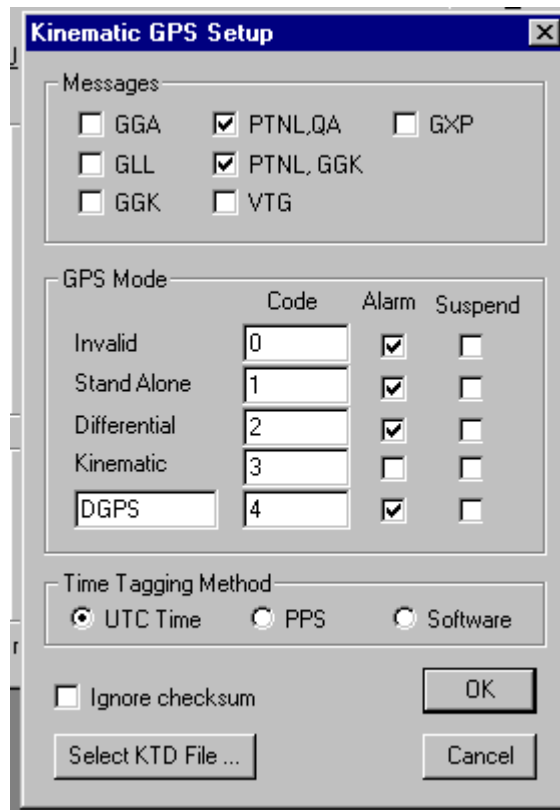 Kinematic GPS Setup
Messages
GGA PTNL,QA GXP
GLL PTNL, GGK
GGK VTG
GPS Mode
Code Alarm Suspend
Invalid 0
Stand Alone 1
Differential 2
Kinematic 3
DGPS 4
Time Tagging Method
UTC Time PPS Software
Ignore checksum OK
Select KTD File ... Cancel